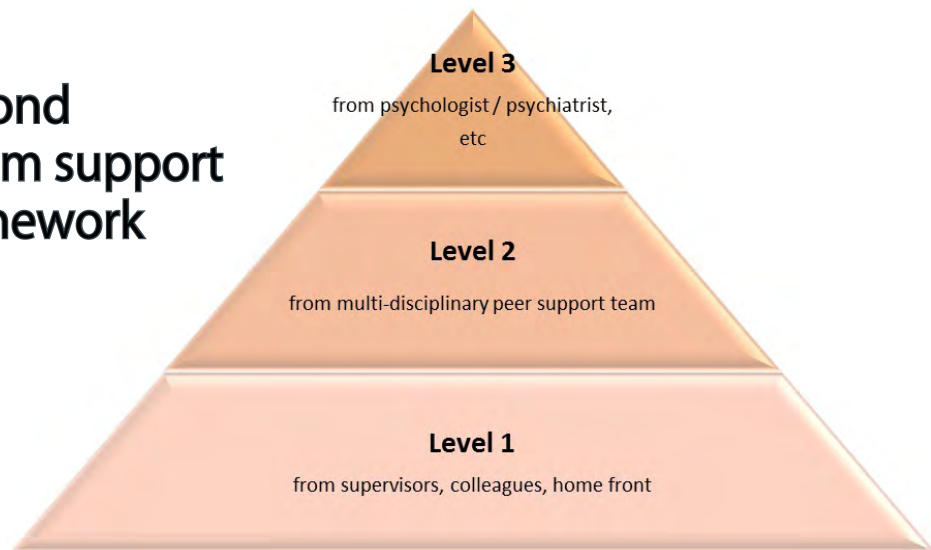 ond
m support
ework
Level 3
from psychologist / psychiatrist,
etc
Level 2
from multi-disciplinary peer support team
Level 1
from supervisors, colleagues, home front